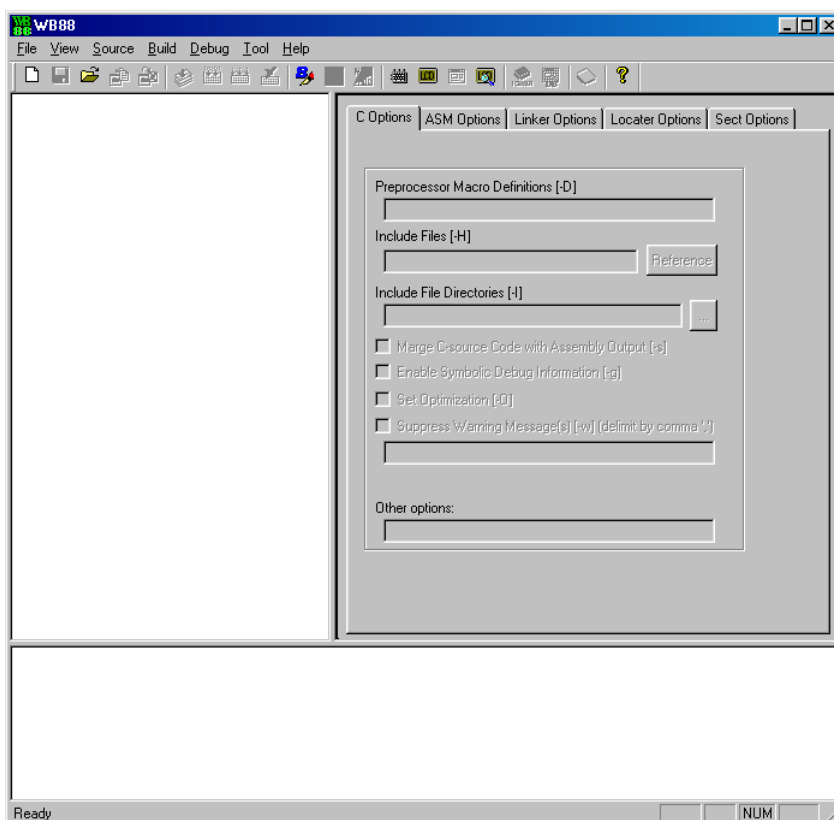 WB88
File View Source Build Debug Tool Help
LCD ?
C Options ASM Options Linker Options Locater Options Sect Options
Preprocessor Macro Definitions [-D]
Include Files [-H]
Reference
Include File Directories [-I]
...
Marge C-source Code with Assembly Output [-s]
Enable Symbolic Debug Information [-g]
Set Optimization [-O]
Suppress Warning Message(s) [-w] (delimit by comma ',')
Other options:
Ready NUM